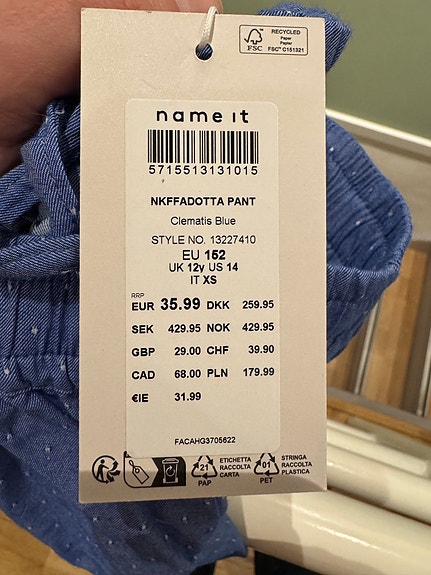 FSC
RECYCLED
Paper
Papier
FSC™ C151321
name it
5715513131015
NKFFADOTTA PANT
Clematis Blue
STYLE NO. 13227410
EU 152
UK 12y US 14
IT XS
RRP
EUR 35.99 DKK 259.95
SEK 429.95 NOK 429.95
GBP 29.00 CHF 39.90
CAD 68.00 PLN 179.99
€IE 31.99
FACAHG3705622
21
PAP
ETICHETTA
RACCOLTA
CARTA
01
PET
STRINGA
RACCOLTA
PLASTICA